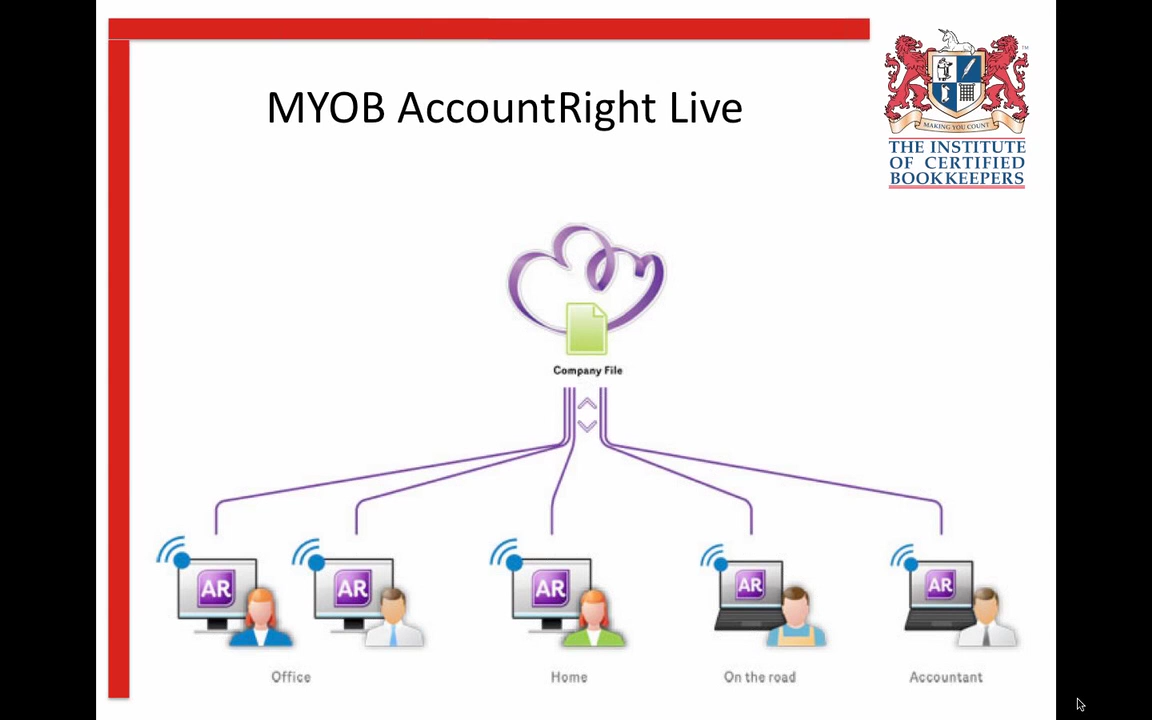 MYOB AccountRight Live
MAKING YOU COUNT
TM
THE INSTITUTE
OF CERTIFIED
BOOKKEEPERS
Company File
AR
AR
AR
AR
AR
Office
Home
On the road
Accountant